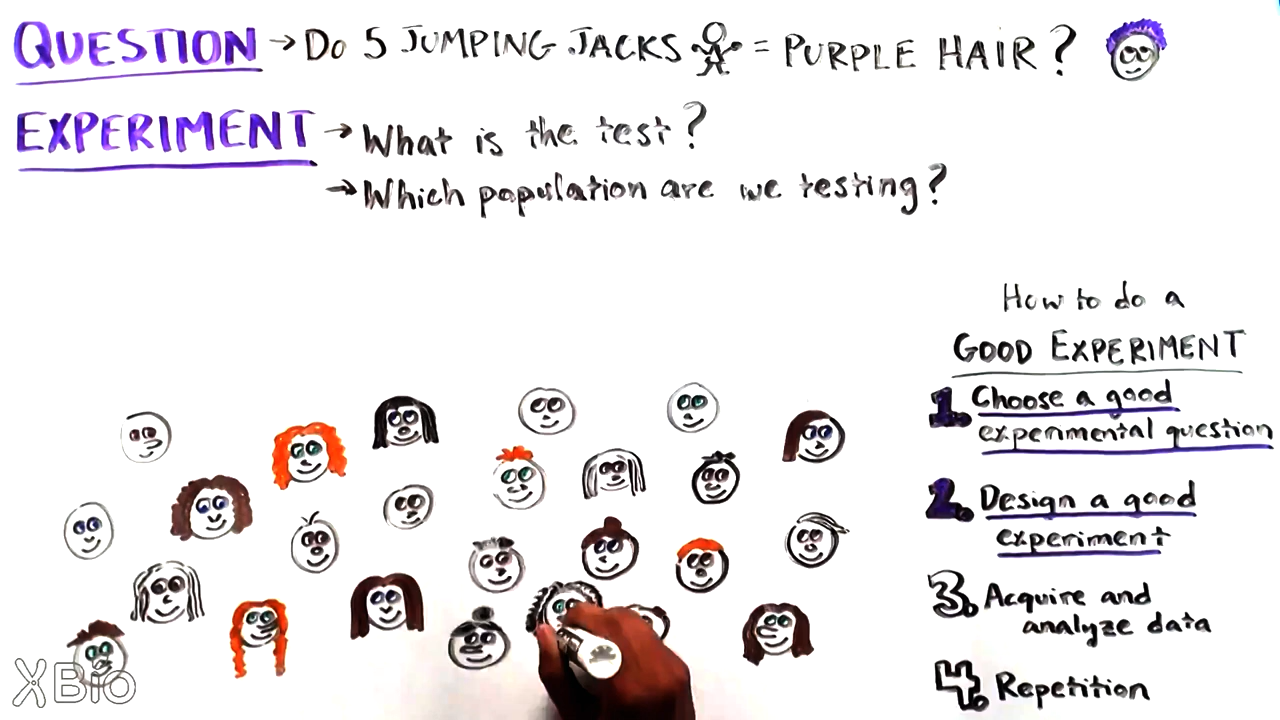 QUESTION → Do 5 JUMPING JACKS = PURPLE HAIR?
EXPERIMENT → What is the test?
→ Which population are we testing?
How to do a
GOOD EXPERIMENT
1. Choose a good
experimental question
2. Design a good
experiment
3. Acquire and
analyze data
4. Repetition
XBio